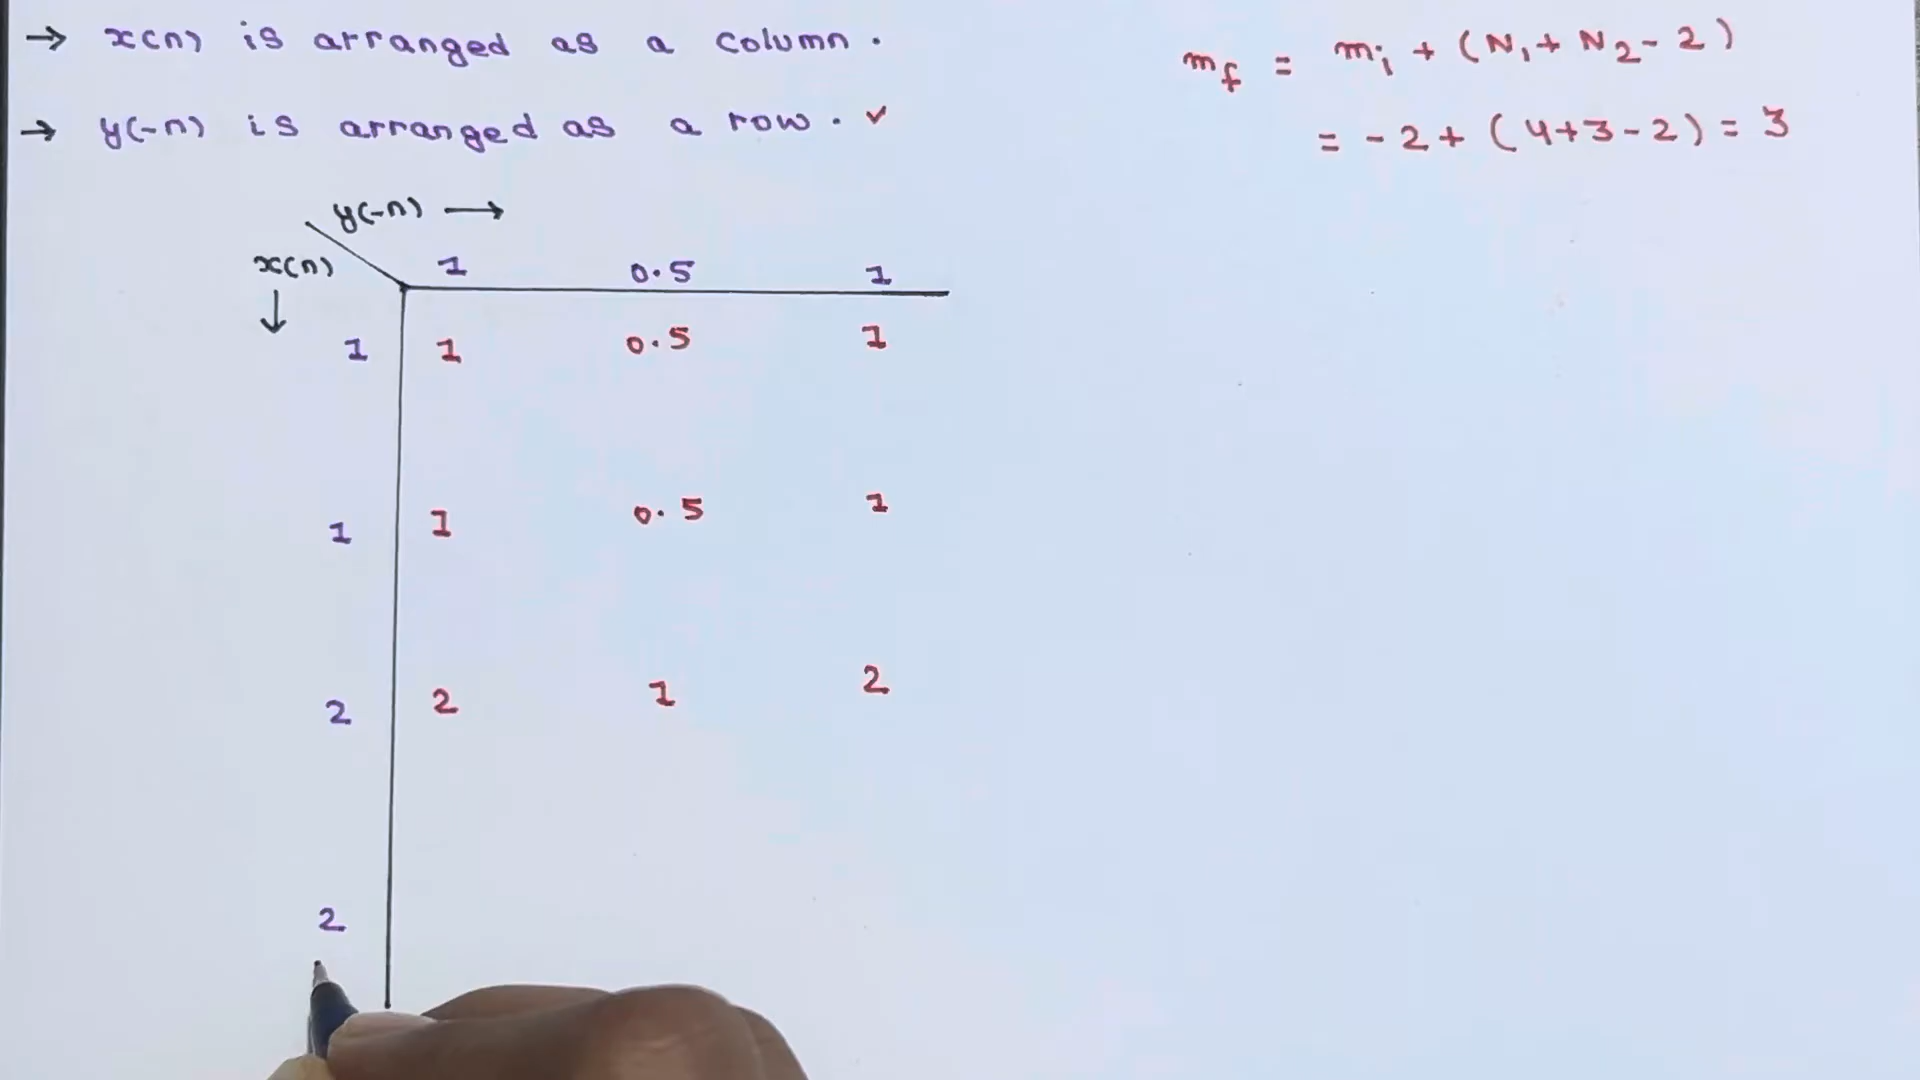 → x(n) is arranged as a column.
→ y(-n) is arranged as a row. ✓
m_f = m_i + (N_1 + N_2 - 2)
= -2 + (4+3-2) = 3
y(-n) →
x(n) ↓
1 0.5 1
1 1 0.5 1
1 1 0.5 1
2 2 1 2
2